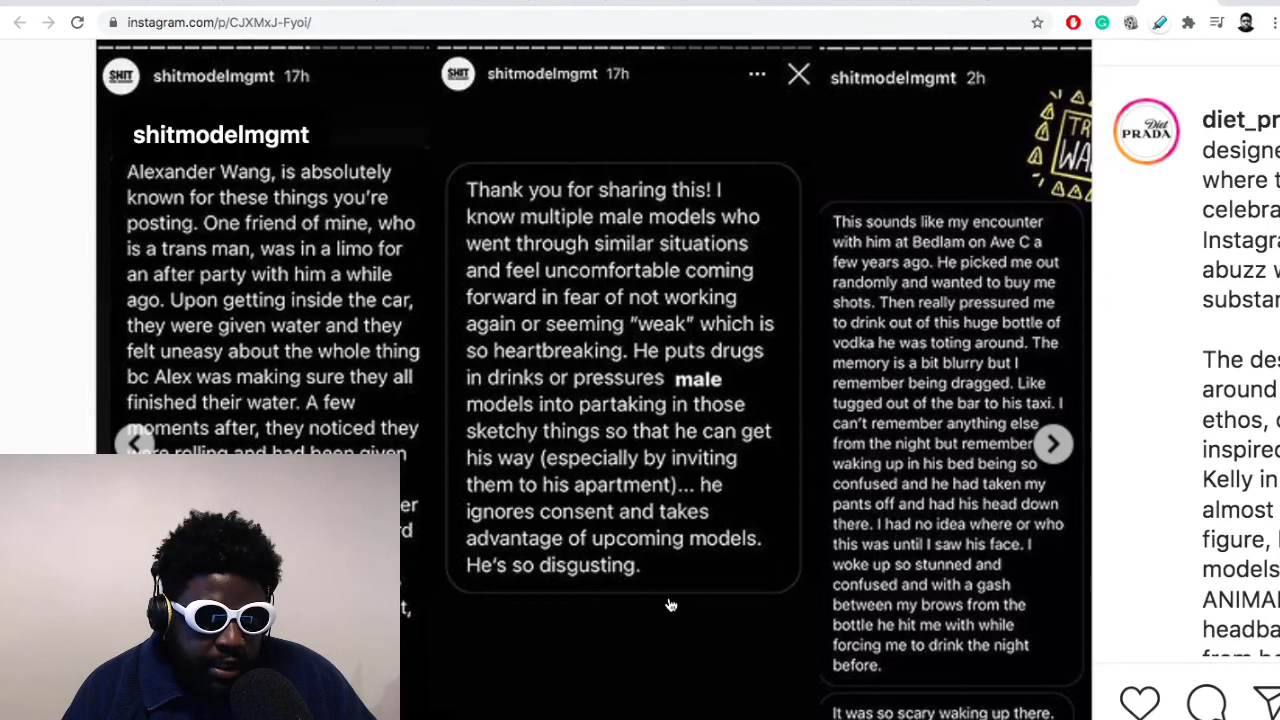 instagram.com/p/CJXMxJ-Fyoi/
SHIT
shitmodelmgmt 17h
shitmodelmgmt
Alexander Wang, is absolutely
known for these things you're
posting. One friend of mine, who
is a trans man, was in a limo for
an after party with him a while
ago. Upon getting inside the car,
they were given water and they
felt uneasy about the whole thing
bc Alex was making sure they all
finished their water. A few
moments after, they noticed they
were rolling and had been given
SHIT
shitmodelmgmt 17h
Thank you for sharing this! I
know multiple male models who
went through similar situations
and feel uncomfortable coming
forward in fear of not working
again or seeming “weak” which is
so heartbreaking. He puts drugs
in drinks or pressures male
models into partaking in those
sketchy things so that he can get
his way (especially by inviting
them to his apartment)... he
ignores consent and takes
advantage of upcoming models.
He's so disgusting.
shitmodelmgmt 2h
TR
WA
This sounds like my encounter
with him at Bedlam on Ave C a
few years ago. He picked me out
randomly and wanted to buy me
shots. Then really pressured me
to drink out of this huge bottle of
vodka he was toting around. The
memory is a bit blurry but I
remember being dragged. Like
tugged out of the bar to his taxi. I
can't remember anything else
from the night but remember
waking up in his bed being so
confused and he had taken my
pants off and had his head down
there. I had no idea where or who
this was until I saw his face. I
woke up so stunned and
confused and with a gash
between my brows from the
bottle he hit me with while
forcing me to drink the night
before.
It was so scary waking up there.
Diet
PRADA
diet_pr
designe
where t
celebra
Instagra
abuzz w
substar
The des
around
ethos, c
inspired
Kelly in
almost
figure, l
models
ANIMA
headba